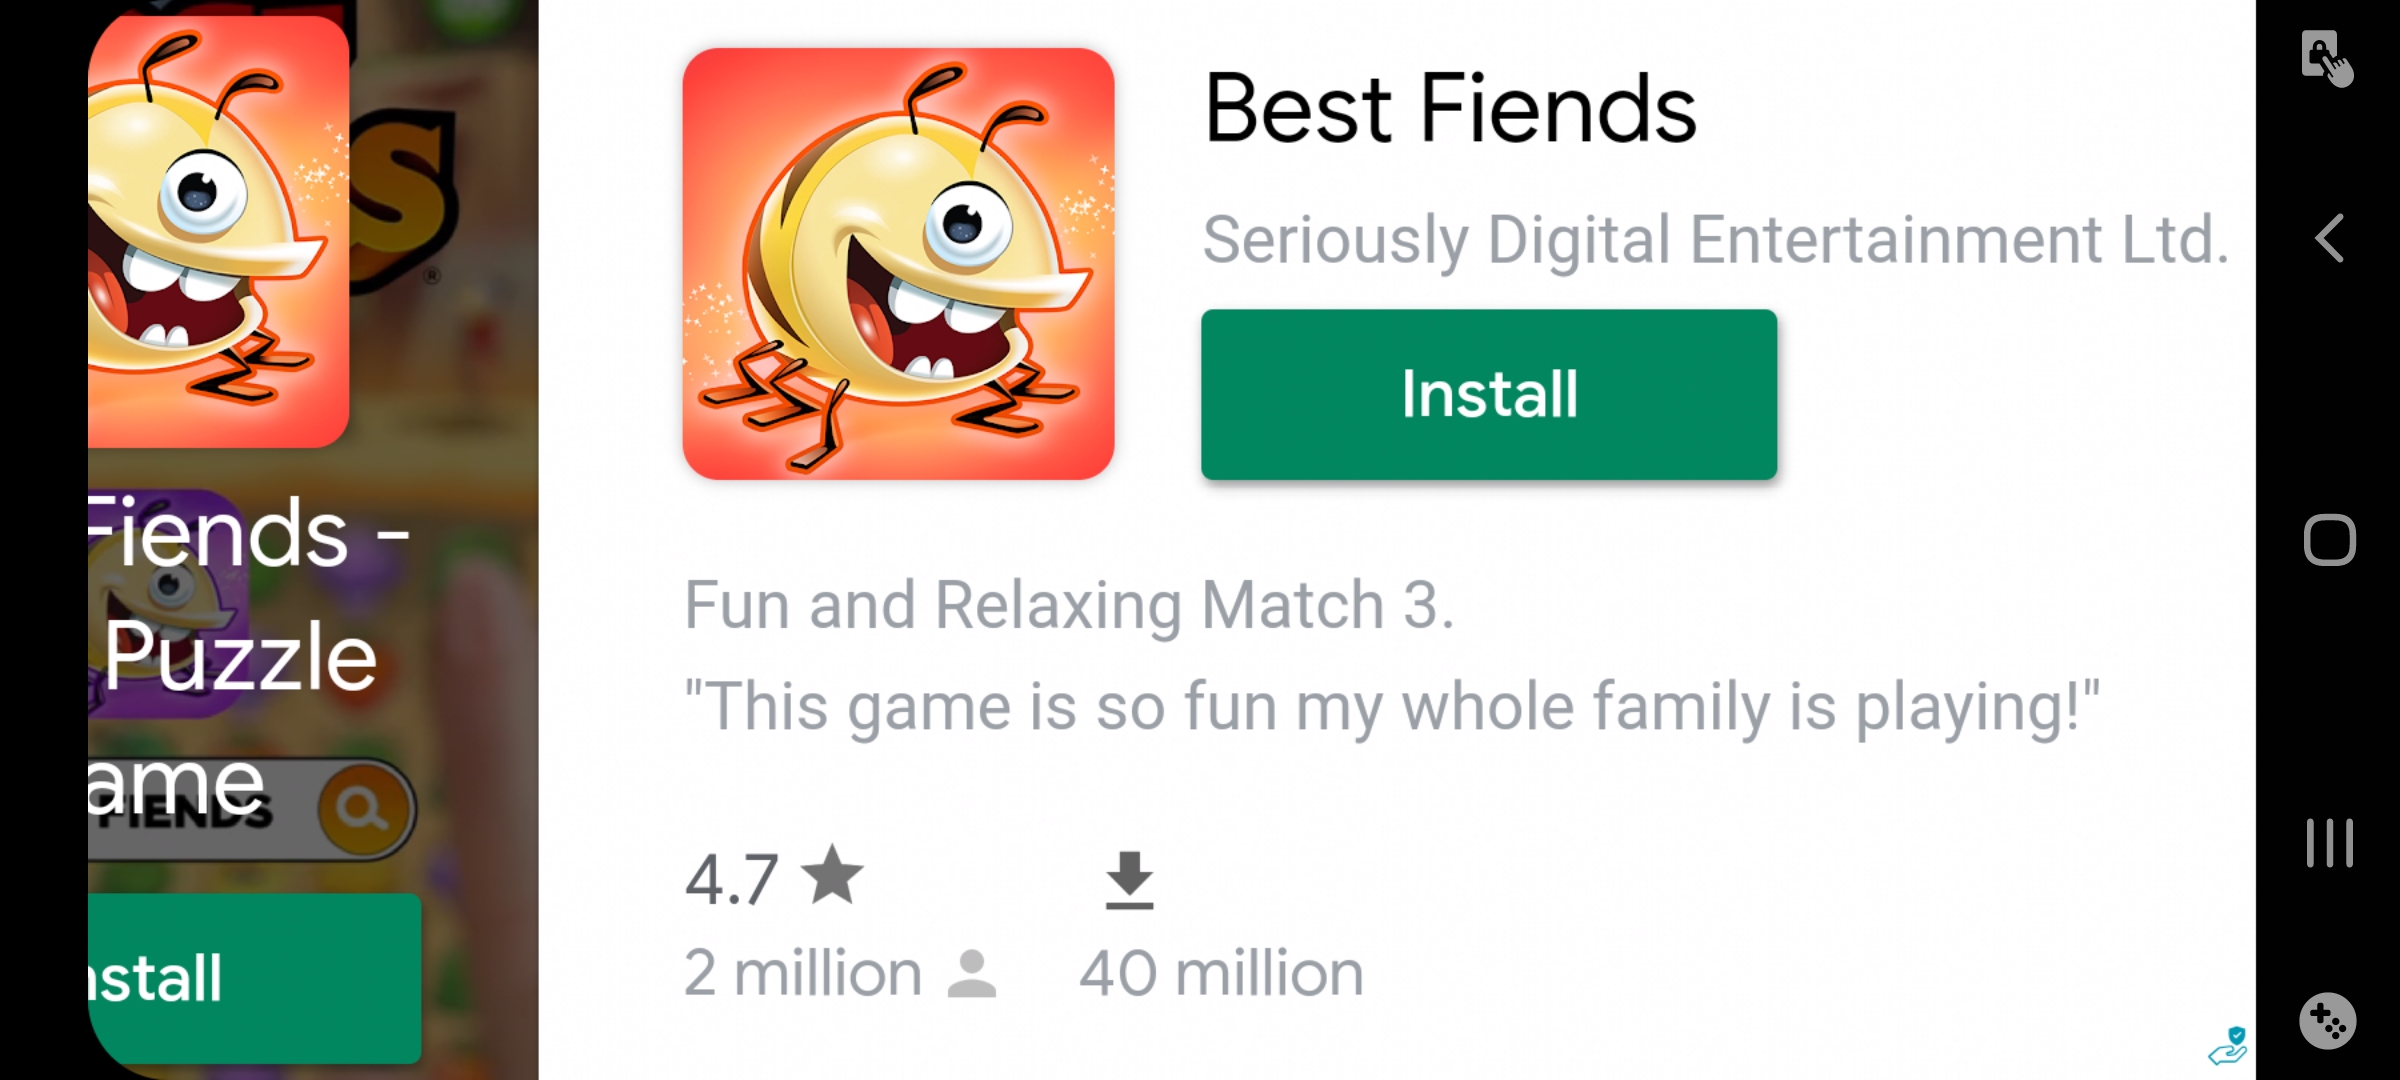 S
®
Fiends -
Puzzle
ame
FIENDS
nstall
Best Fiends
Seriously Digital Entertainment Ltd.
Install
Fun and Relaxing Match 3.
"This game is so fun my whole family is playing!"
4.7
2 million
40 million